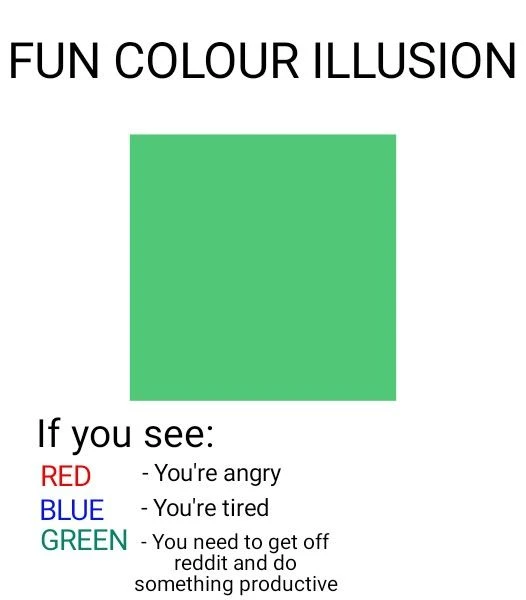 FUN COLOUR ILLUSION
If you see:
RED - You're angry
BLUE - You're tired
GREEN - You need to get off
reddit and do
something productive